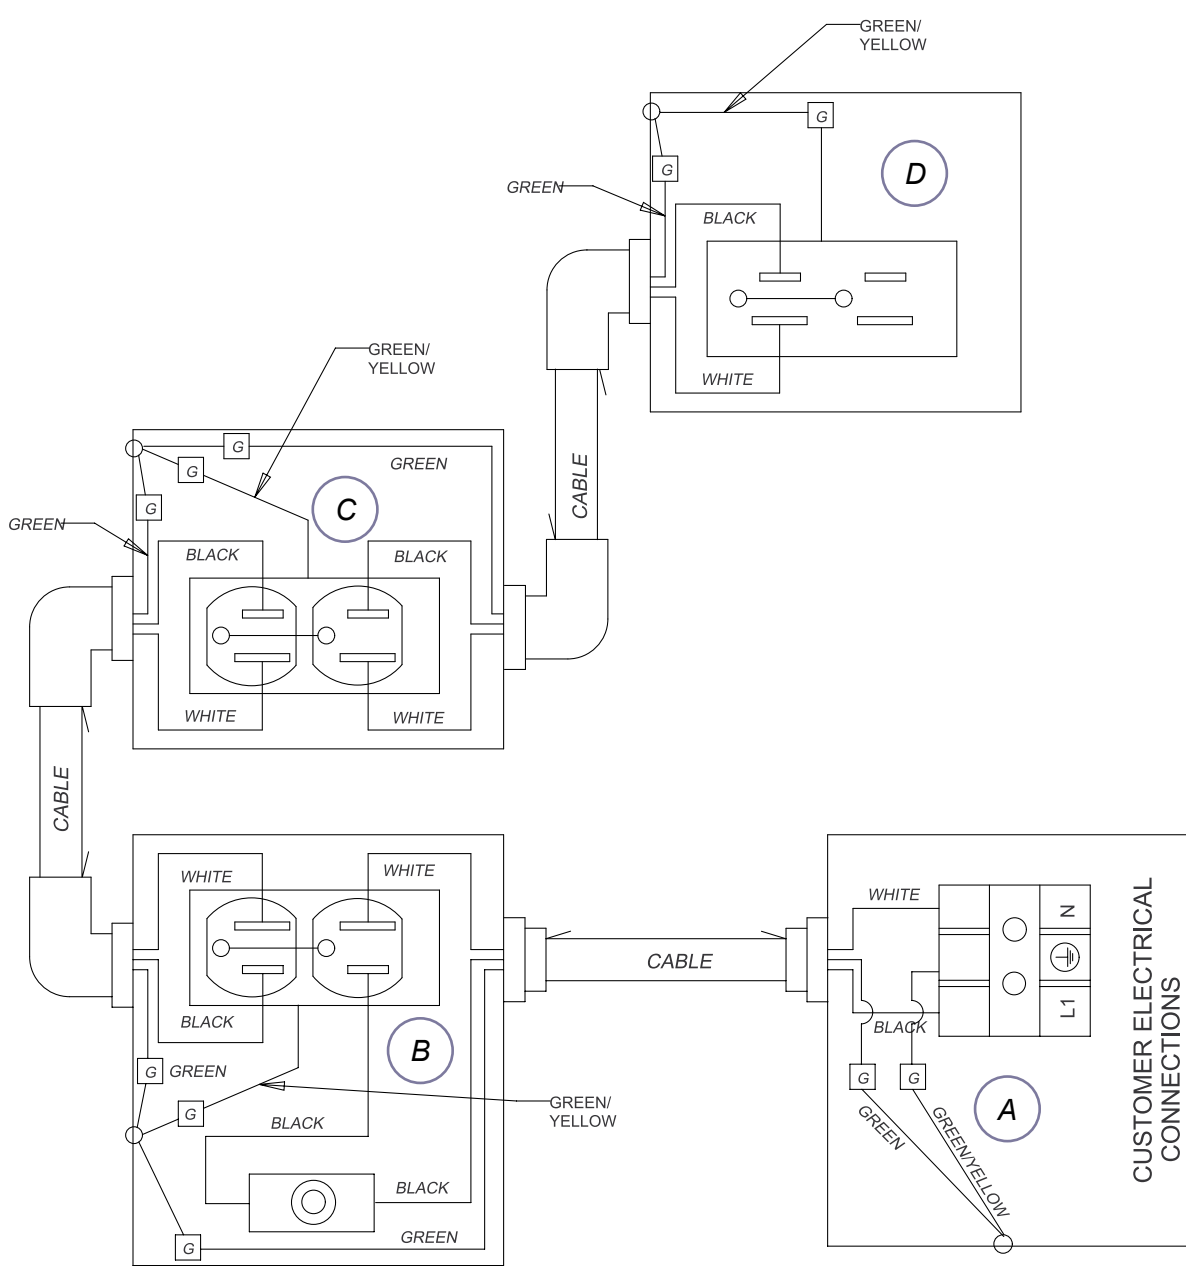 GREEN/
YELLOW
G
D
G
GREEN
BLACK
WHITE
GREEN/
YELLOW
G
GREEN
G
C
G
GREEN
BLACK
BLACK
WHITE
WHITE
CABLE
CABLE
WHITE
WHITE
BLACK
B
G
GREEN
G
GREEN/
YELLOW
BLACK
BLACK
GREEN
G
CABLE
WHITE
N
L1
BLACK
G
G
A
GREEN
GREEN/YELLOW
CUSTOMER ELECTRICAL
CONNECTIONS